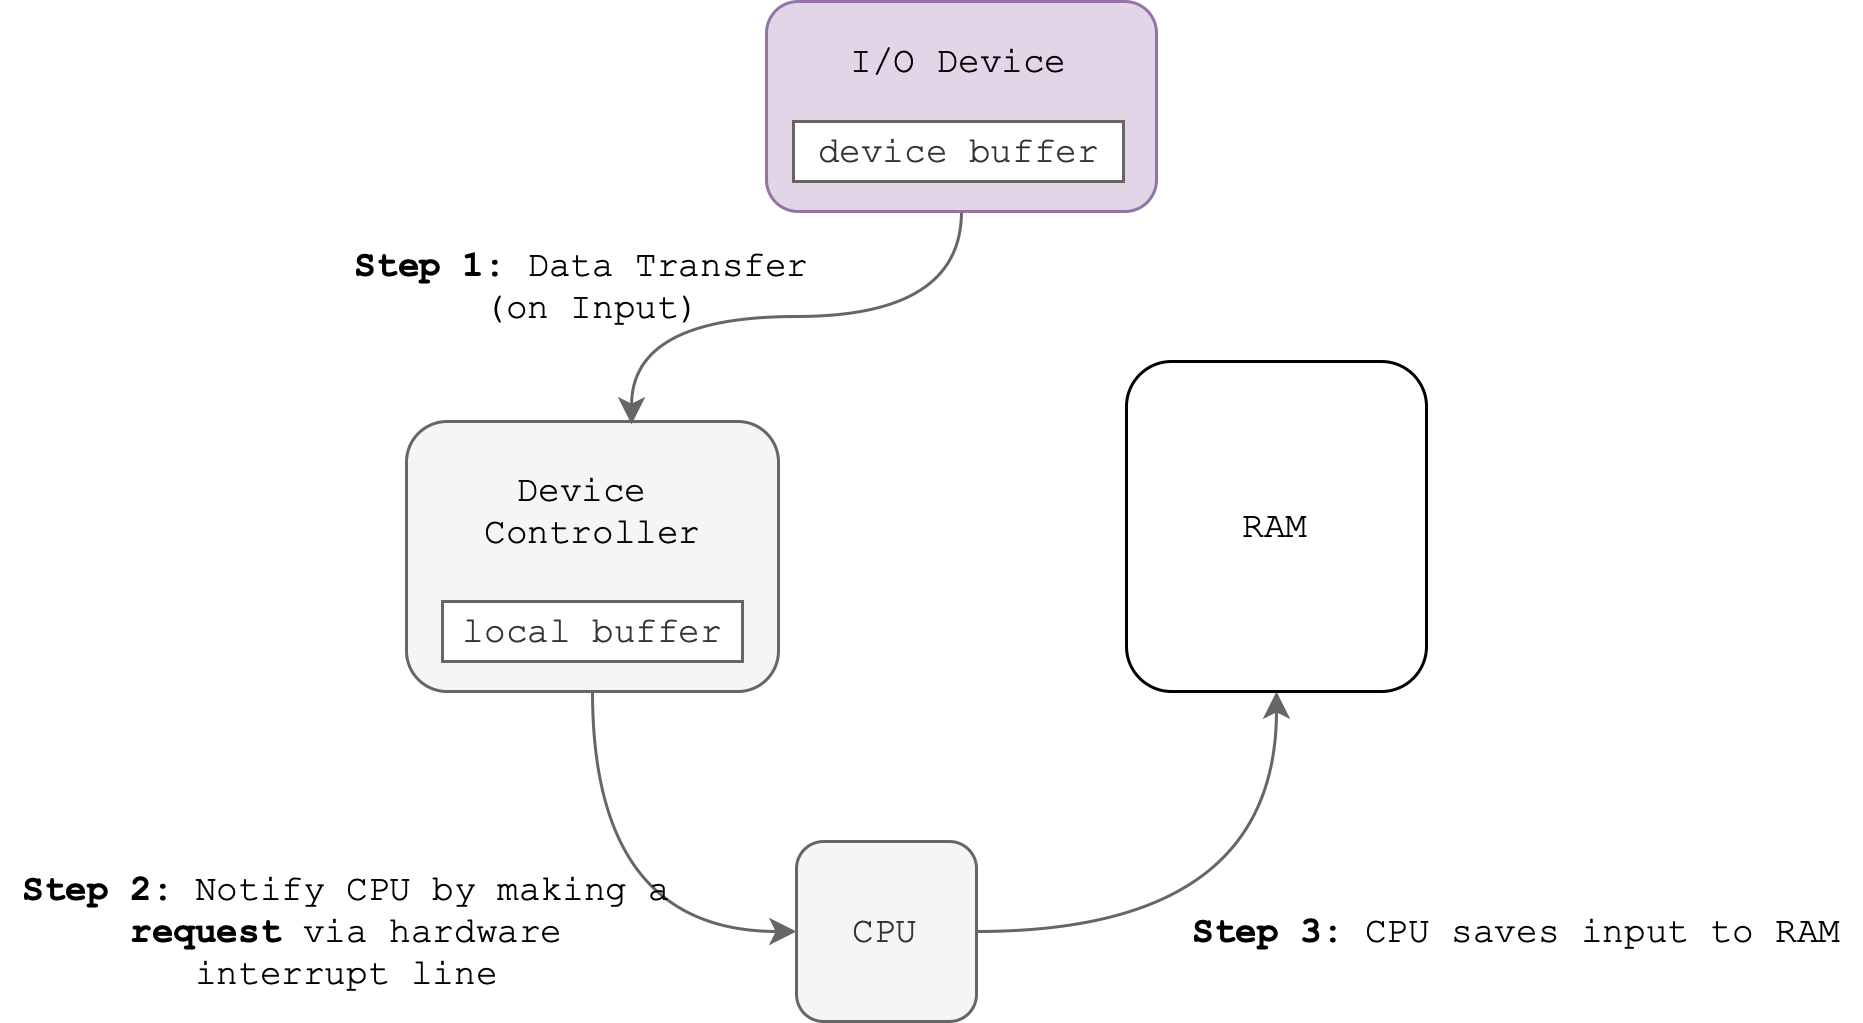 I/O Device
device buffer
Step 1: Data Transfer
(on Input)
Device
Controller
local buffer
RAM
Step 2: Notify CPU by making a
request via hardware
interrupt line
CPU
Step 3: CPU saves input to RAM